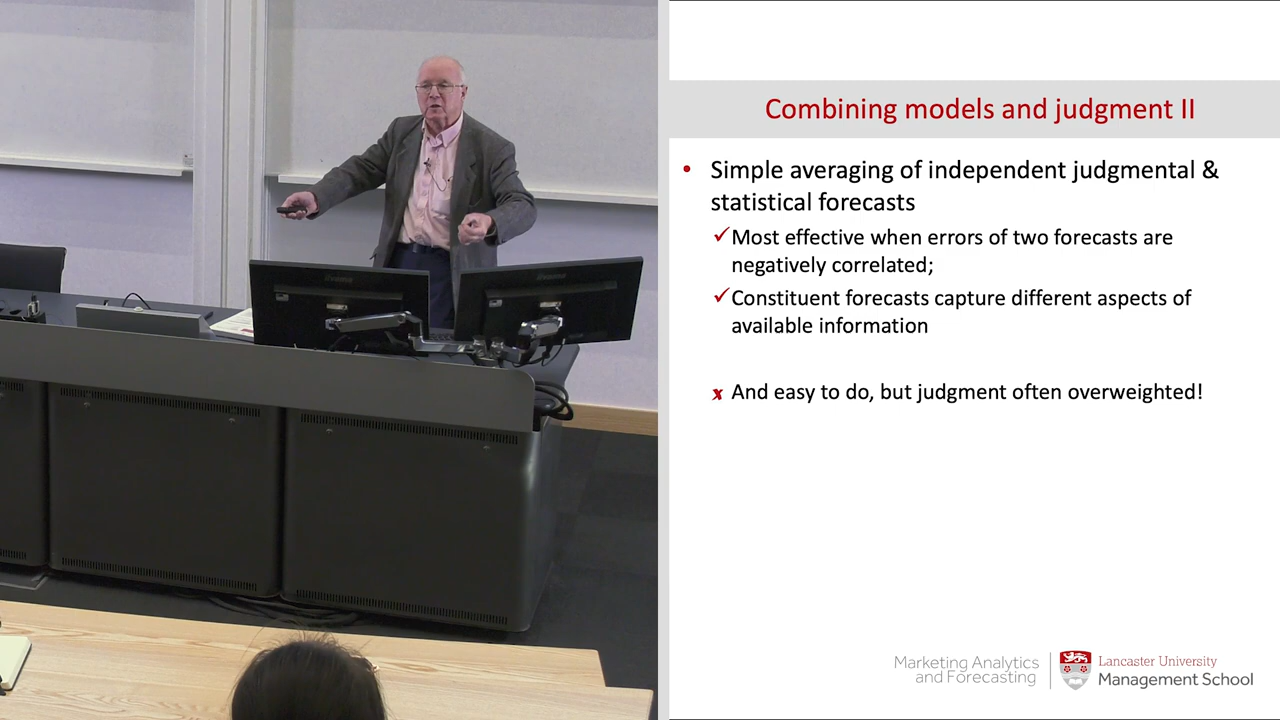 Combining models and judgment II
• Simple averaging of independent judgmental &
statistical forecasts
✓Most effective when errors of two forecasts are
negatively correlated;
✓Constituent forecasts capture different aspects of
available information
x And easy to do, but judgment often overweighted!
Marketing Analytics
and Forecasting
Lancaster University
Management School